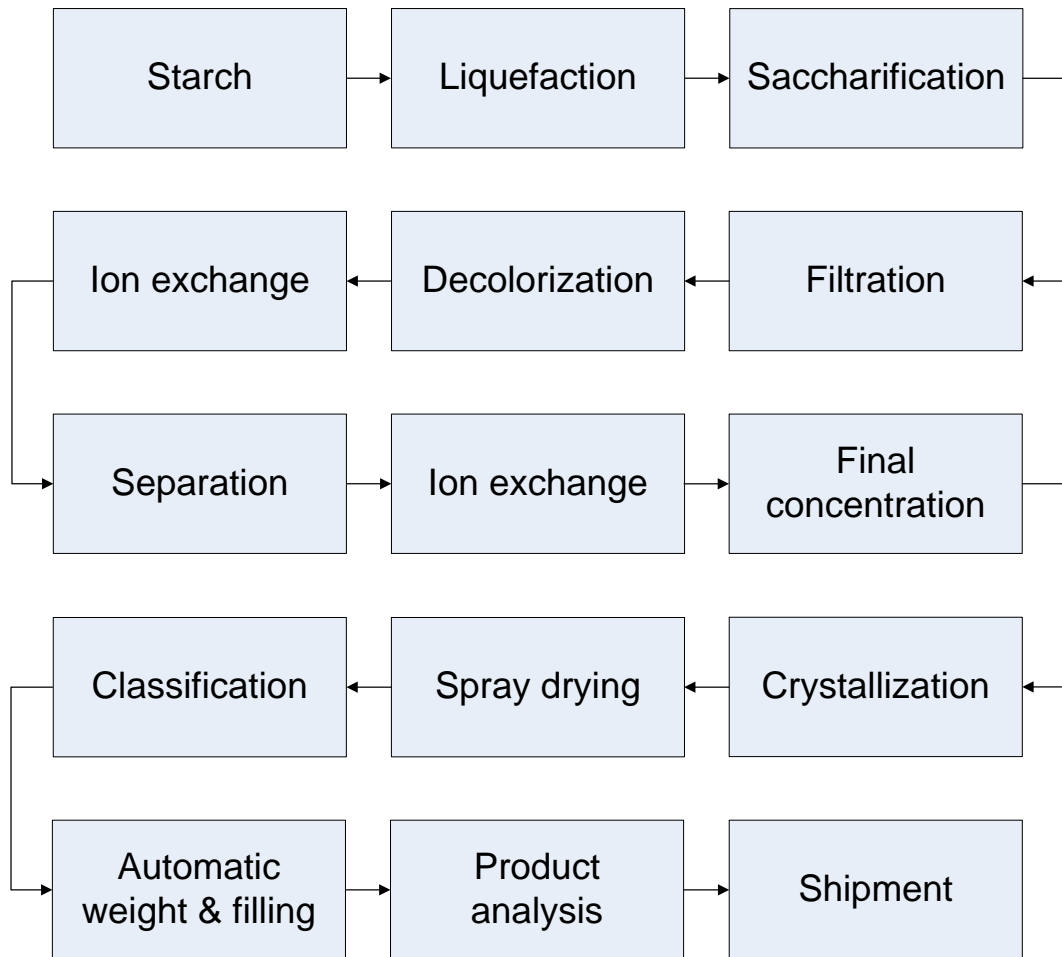 Starch
Liquefaction
Saccharification
Ion exchange
Decolorization
Filtration
Separation
Ion exchange
Final
concentration
Classification
Spray drying
Crystallization
Automatic
weight & filling
Product
analysis
Shipment